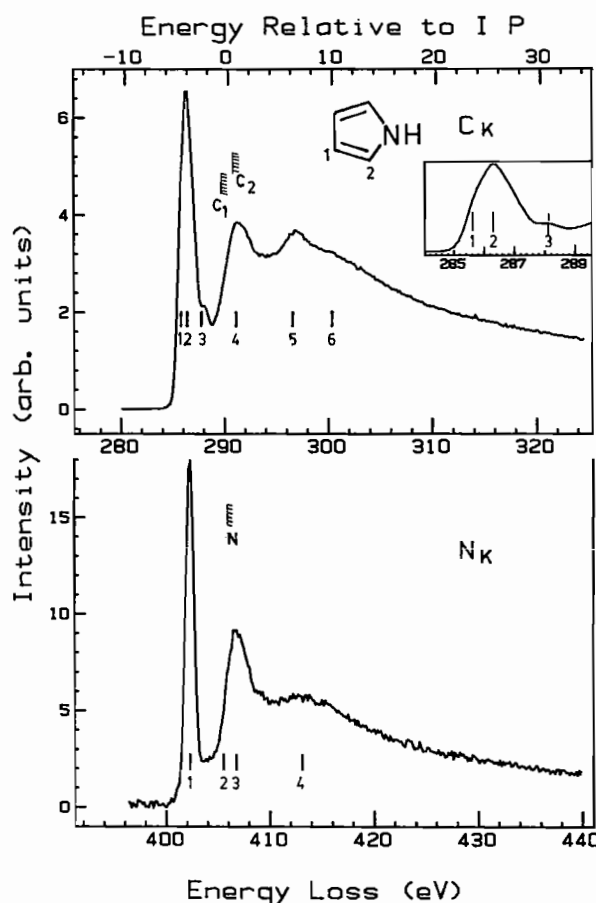 Energy Relative to I P
-10 0 10 20 30
6
4
2
0
NH
1
2
C K
C1
C2
1 2 3 4 5 6
1 2 3
285 287 289
280 290 300 310 320
Intensity (arb. units)
15
10
5
0
N
N K
1 2 3 4
400 410 420 430 440
Energy Loss (eV)